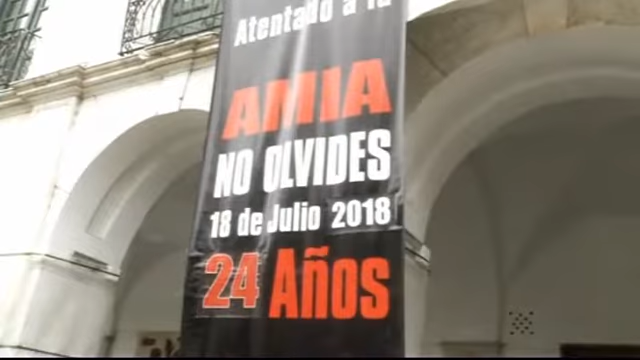 Atentado a la
AMIA
NO OLVIDES
18 de Julio 2018
24 Años